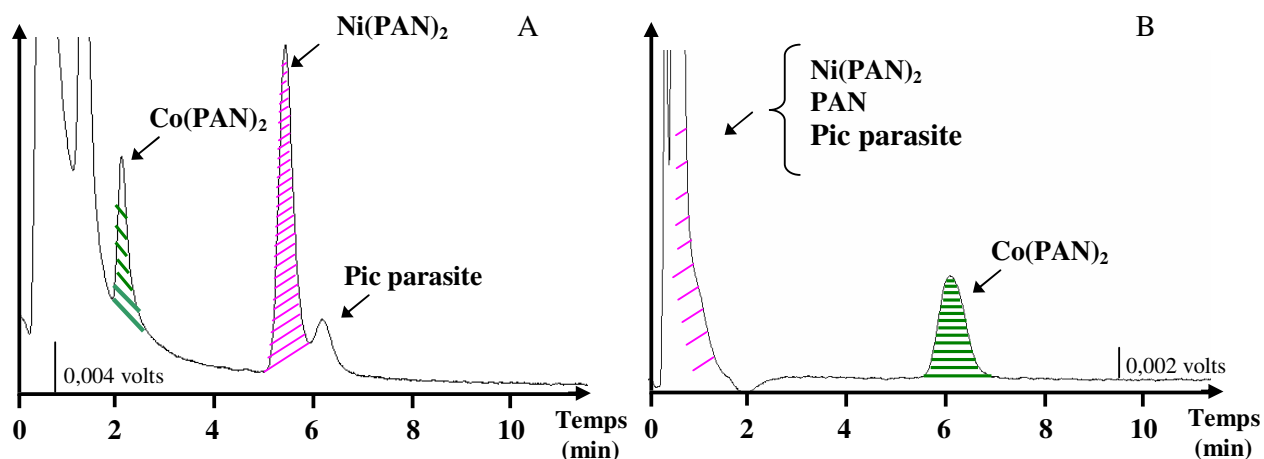 A
Ni(PAN)₂
Co(PAN)₂
Pic parasite
0,004 volts
0 2 4 6 8 10
Temps
(min)
B
Ni(PAN)₂
PAN
Pic parasite
Co(PAN)₂
0,002 volts
0 2 4 6 8 10
Temps
(min)